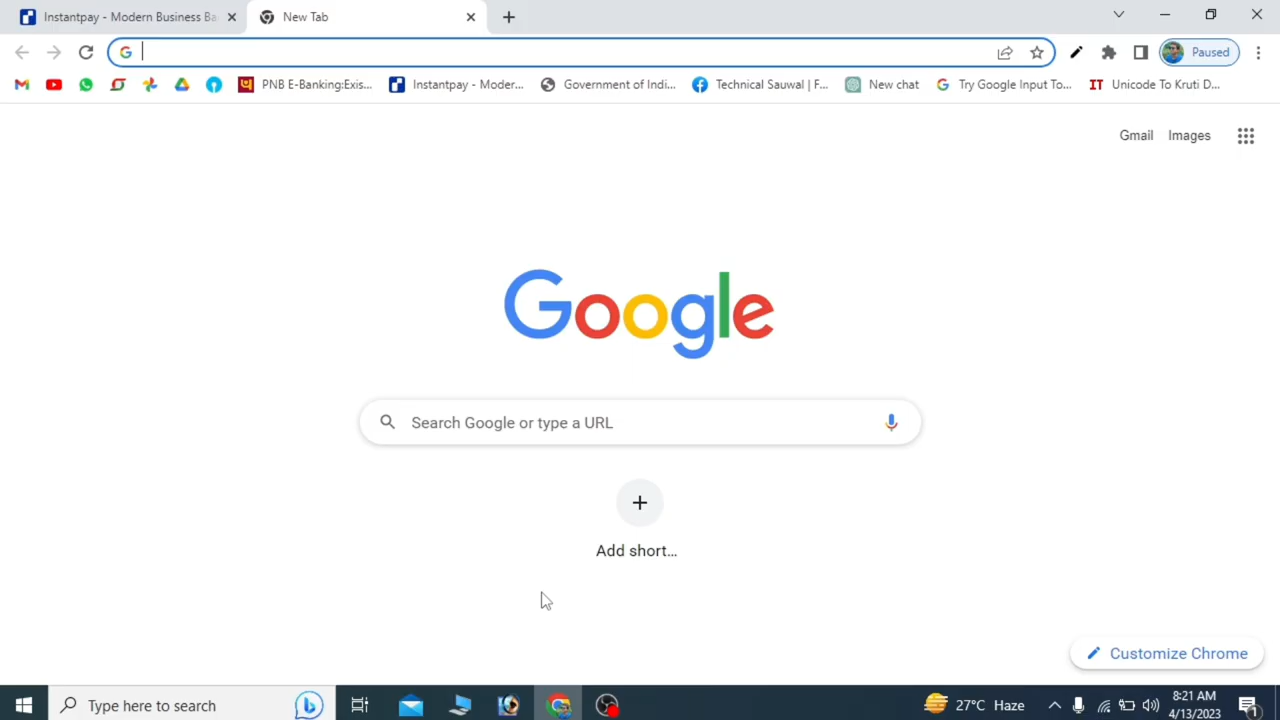 Instantpay - Modern Business Ba
New Tab
Paused
PNB E-Banking:Exis...
Instantpay - Moder...
Government of Indi...
Technical Sauwal | F...
New chat
Try Google Input To...
IT Unicode To Kruti D...
Gmail Images
Google
Search Google or type a URL
Add short...
Customize Chrome
Type here to search
27°C Haze
8:21 AM
4/13/2023
1